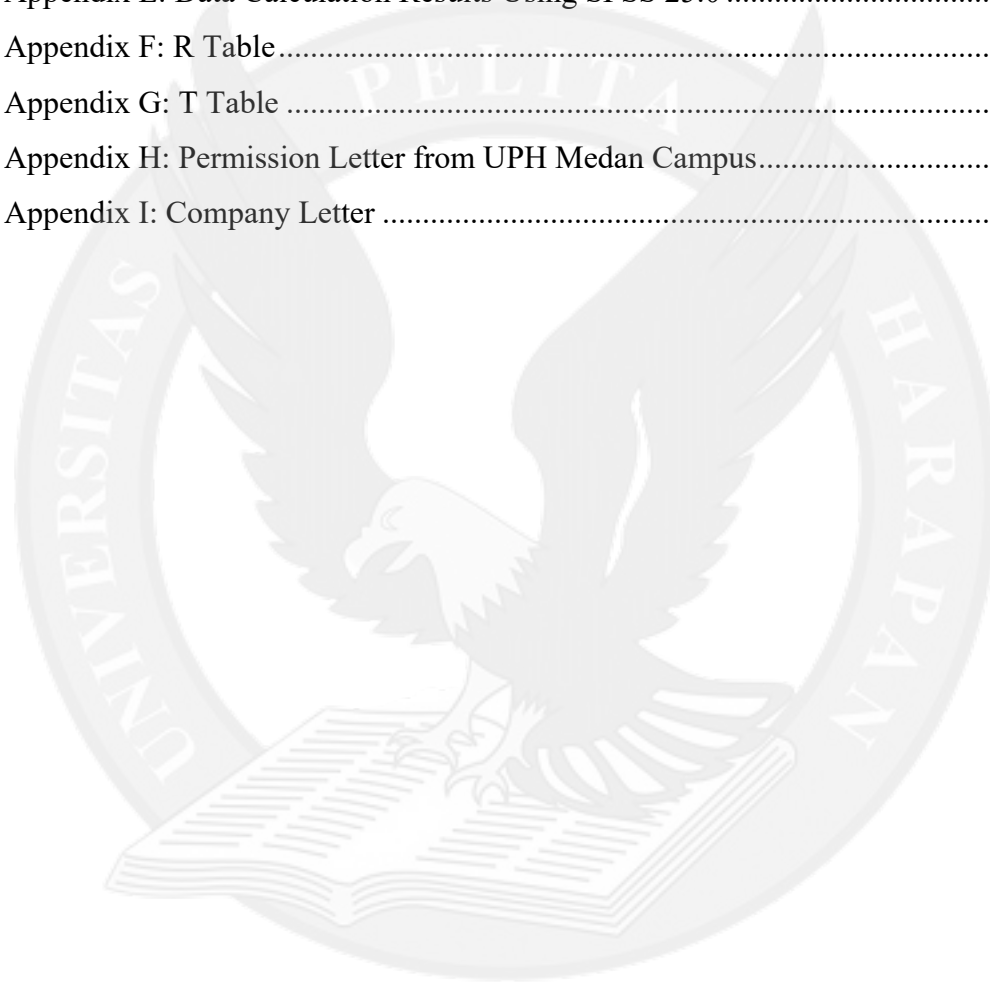 Appendix E: Data Calculation Results Using SPSS ................................
Appendix F: R Table..........................................................................................
Appendix G: T Table ......................................................................................
Appendix H: Permission Letter from UPH Medan Campus.............................
Appendix I: Company Letter ............................................................................
UNIVERSITAS PELITA HARAPAN